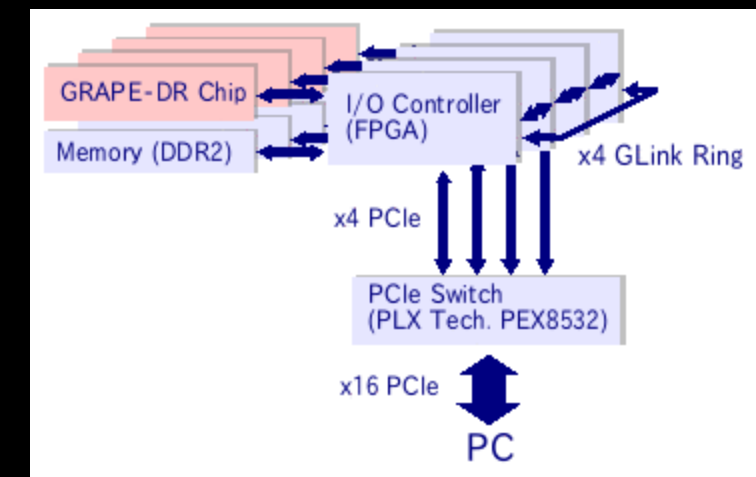 GRAPE-DR Chip
I/O Controller
(FPGA)
Memory (DDR2)
x4 GLink Ring
x4 PCIe
PCIe Switch
(PLX Tech. PEX8532)
x16 PCIe
PC